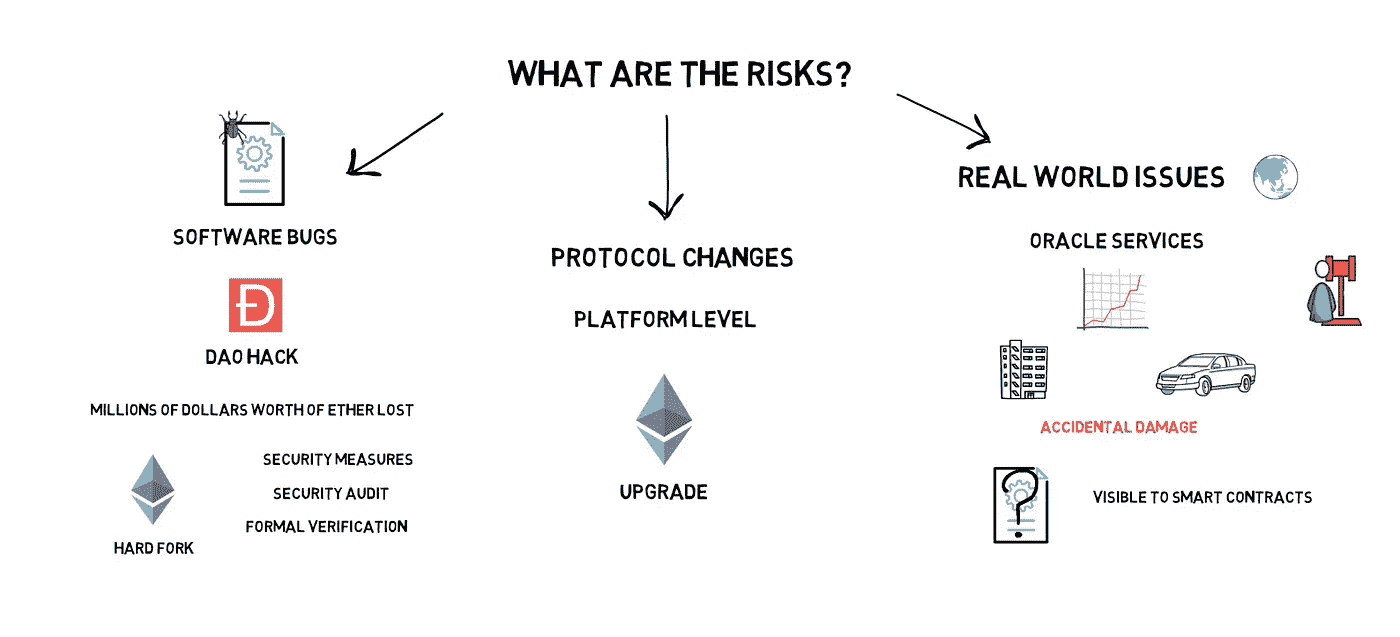 WHAT ARE THE RISKS?
SOFTWARE BUGS
DAO HACK
MILLIONS OF DOLLARS WORTH OF ETHER LOST
SECURITY MEASURES
SECURITY AUDIT
FORMAL VERIFICATION
HARD FORK
PROTOCOL CHANGES
PLATFORM LEVEL
UPGRADE
REAL WORLD ISSUES
ORACLE SERVICES
ACCIDENTAL DAMAGE
?
VISIBLE TO SMART CONTRACTS